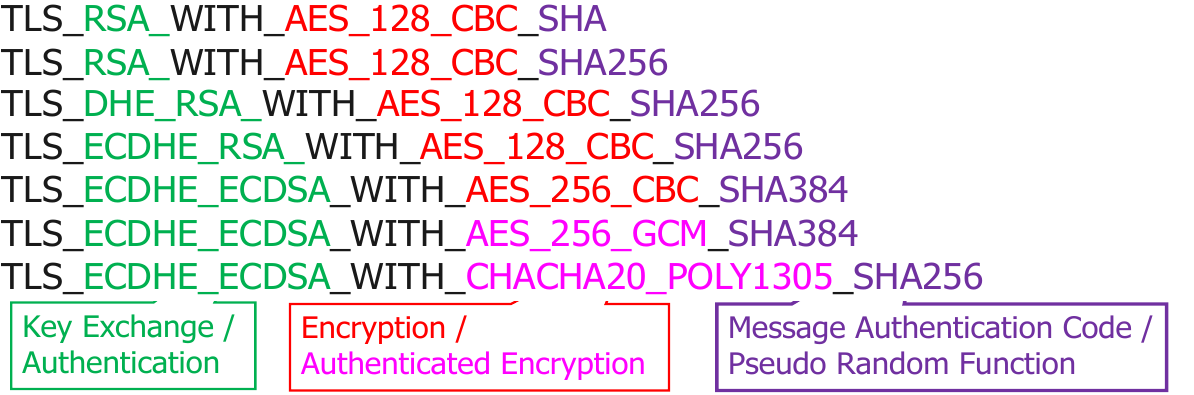 TLS_RSA_WITH_AES_128_CBC_SHA
TLS_RSA_WITH_AES_128_CBC_SHA256
TLS_DHE_RSA_WITH_AES_128_CBC_SHA256
TLS_ECDHE_RSA_WITH_AES_128_CBC_SHA256
TLS_ECDHE_ECDSA_WITH_AES_256_CBC_SHA384
TLS_ECDHE_ECDSA_WITH_AES_256_GCM_SHA384
TLS_ECDHE_ECDSA_WITH_CHACHA20_POLY1305_SHA256
Key Exchange /
Authentication
Encryption /
Authenticated Encryption
Message Authentication Code /
Pseudo Random Function